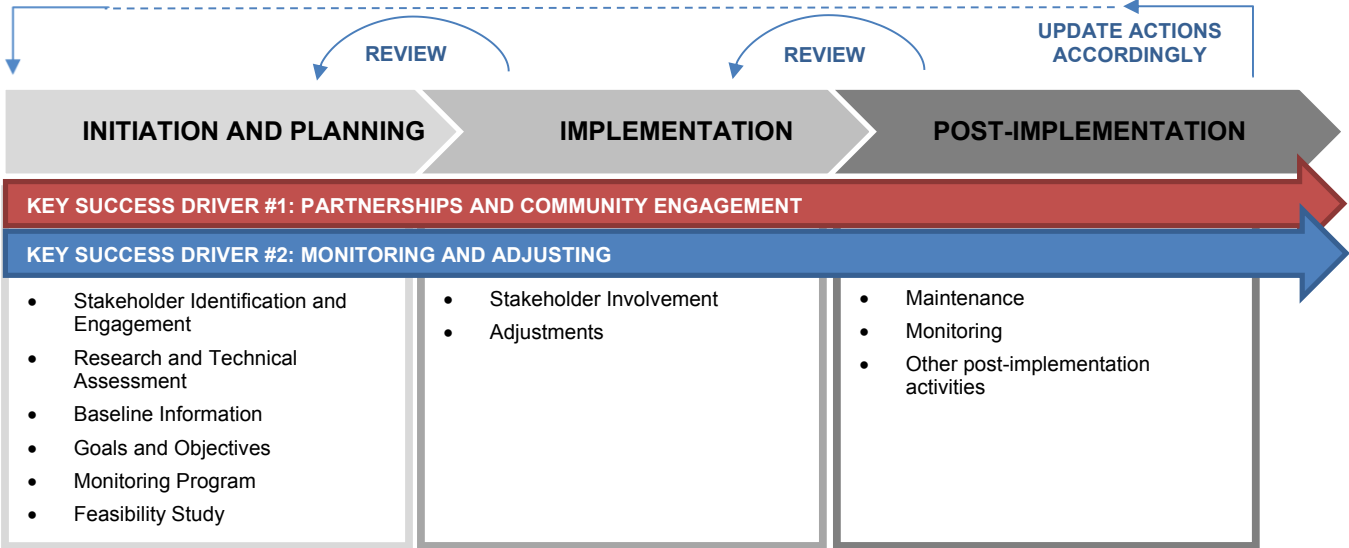 UPDATE ACTIONS
ACCORDINGLY
REVIEW
REVIEW
INITIATION AND PLANNING
IMPLEMENTATION
POST-IMPLEMENTATION
KEY SUCCESS DRIVER #1: PARTNERSHIPS AND COMMUNITY ENGAGEMENT
KEY SUCCESS DRIVER #2: MONITORING AND ADJUSTING
• Stakeholder Identification and
Engagement
• Research and Technical
Assessment
• Baseline Information
• Goals and Objectives
• Monitoring Program
• Feasibility Study
• Stakeholder Involvement
• Adjustments
• Maintenance
• Monitoring
• Other post-implementation
activities